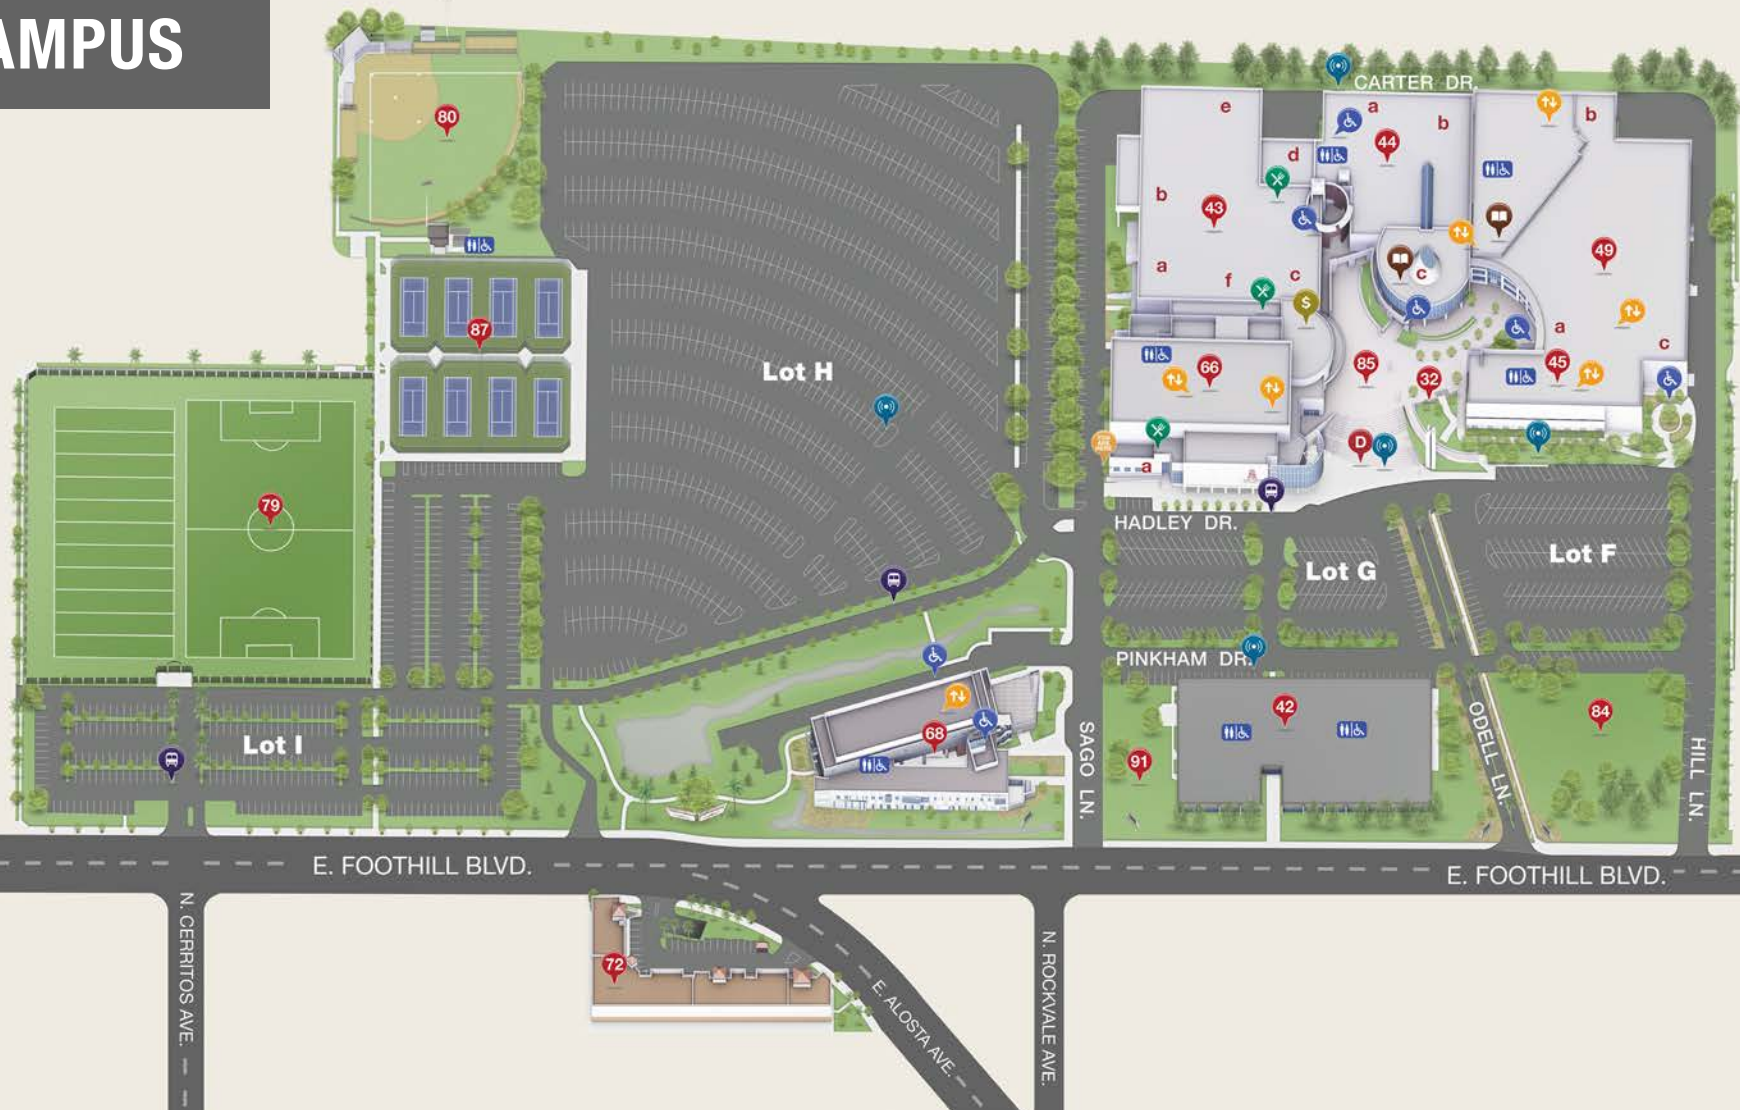 AMPUS
CARTER DR.
80
e
a
b
b
44
d
b
43
49
a
f
c
c
$
a
c
87
Lot H
66
85
32
45
D
a
79
HADLEY DR.
Lot G
Lot F
PINKHAM DR.
Lot I
68
SAGO LN.
91
42
ODELL LN.
84
HILL LN.
E. FOOTHILL BLVD.
E. FOOTHILL BLVD.
N. CERRITOS AVE.
72
E. ALOSTA AVE.
N. ROCKVALE AVE.